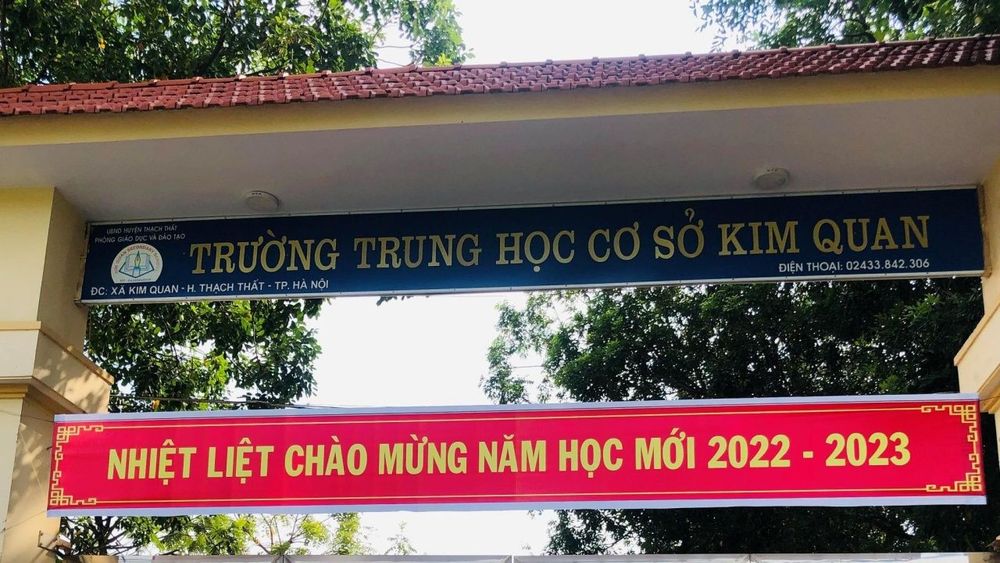 UBND HUYỆN THẠCH THẤT
PHÒNG GIÁO DỤC VÀ ĐÀO TẠO
TRƯỜNG TRUNG HỌC CƠ SỞ KIM QUAN
ĐC: XÃ KIM QUAN - H. THẠCH THẤT - TP. HÀ NỘI
ĐIỆN THOẠI: 02433.842.306
NHIỆT LIỆT CHÀO MỪNG NĂM HỌC MỚI 2022 - 2023